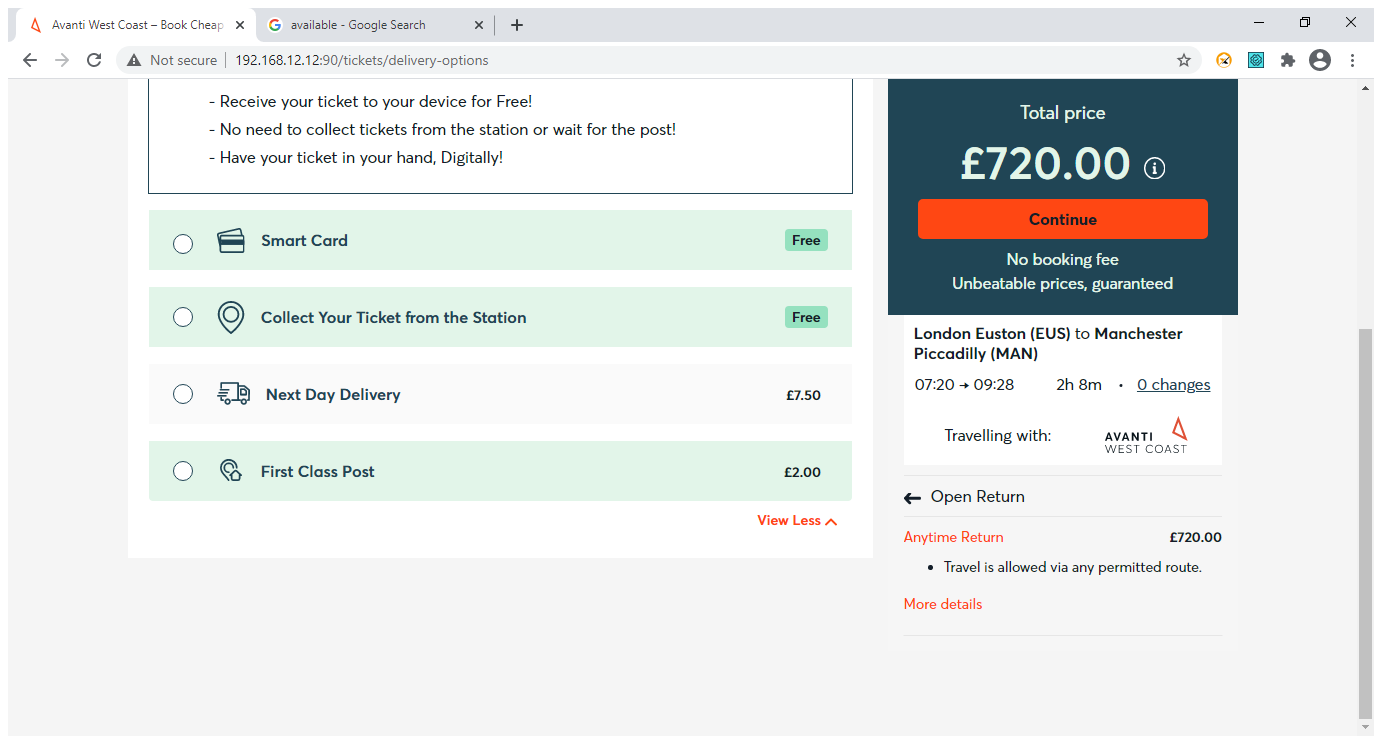 Avanti West Coast – Book Cheap
available - Google Search
Not secure
192.168.12.12:90/tickets/delivery-options
- Receive your ticket to your device for Free!
- No need to collect tickets from the station or wait for the post!
- Have your ticket in your hand, Digitally!
Smart Card
Free
Collect Your Ticket from the Station
Free
Next Day Delivery
£7.50
First Class Post
£2.00
View Less
Total price
£720.00
Continue
No booking fee
Unbeatable prices, guaranteed
London Euston (EUS) to Manchester
Piccadilly (MAN)
07:20 → 09:28 2h 8m • 0 changes
Travelling with:
AVANTI
WEST COAST
Open Return
Anytime Return £720.00
• Travel is allowed via any permitted route.
More details